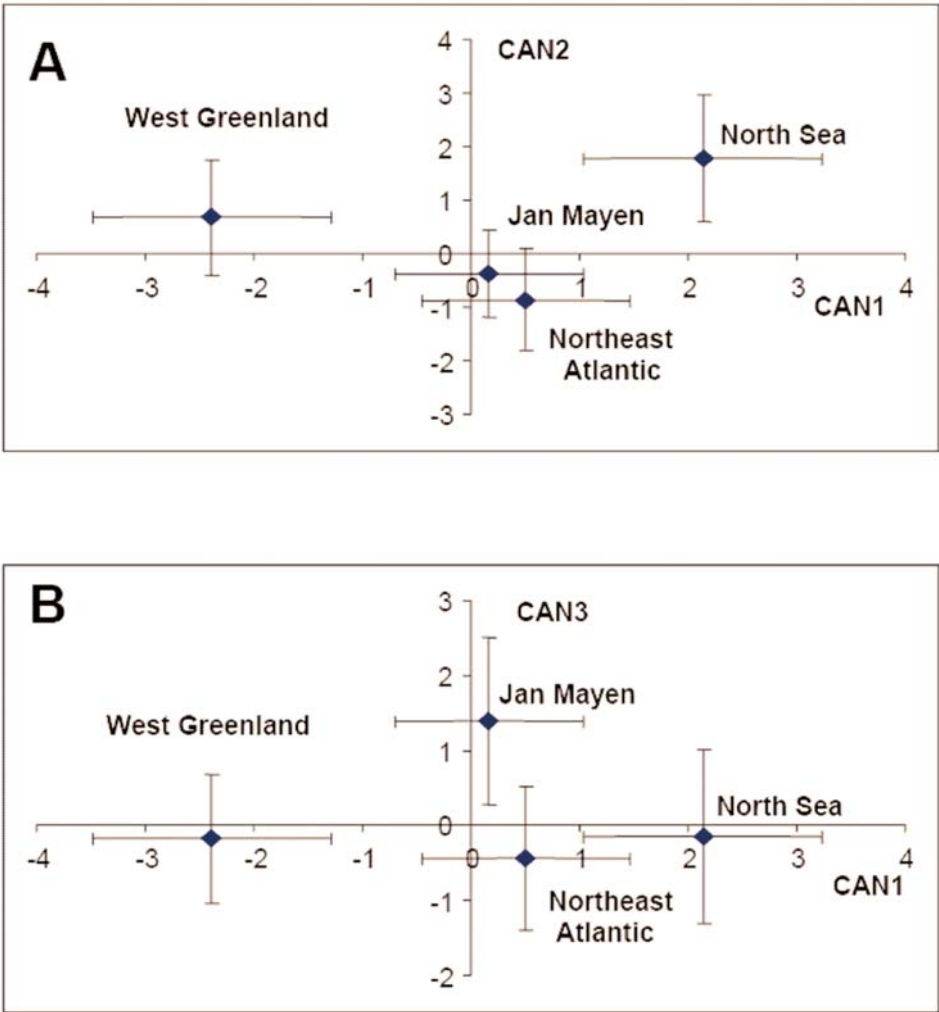 A
CAN2
4
3
2
1
0
-1
-2
-3
West Greenland
North Sea
Jan Mayen
Northeast
Atlantic
-4 -3 -2 -1 0 1 2 3 4
CAN1
B
CAN3
3
2
1
0
-1
-2
Jan Mayen
West Greenland
North Sea
-4 -3 -2 -1 0 1 2 3 4
CAN1
Northeast
Atlantic